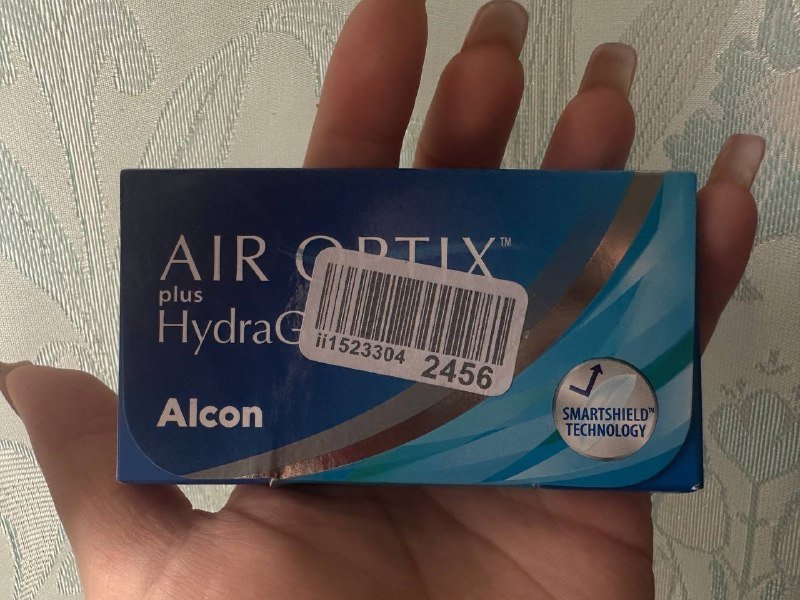 AIR OPTIX™
plus
HydraG
ii1523304 2456
Alcon
SMARTSHIELD™
TECHNOLOGY